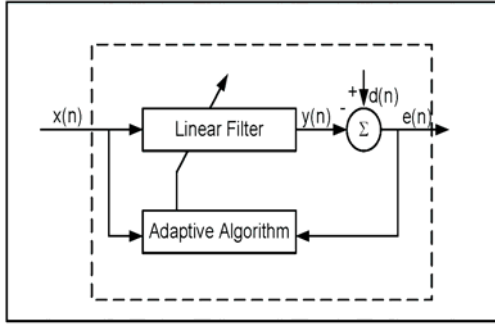 + d(n)
x(n) Linear Filter y(n) - Σ e(n)
Adaptive Algorithm